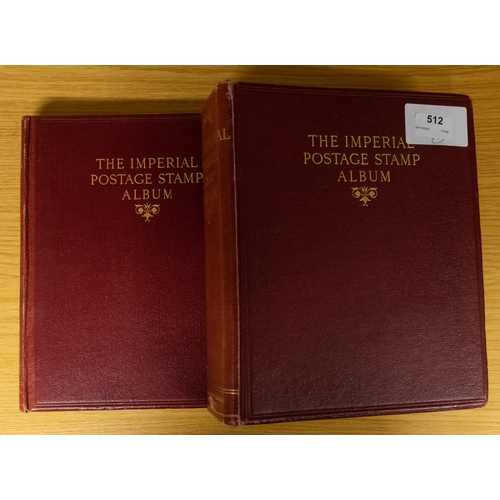 THE IMPERIAL
POSTAGE STAMP
ALBUM
THE IMPERIAL
POSTAGE STAMP
ALBUM
512